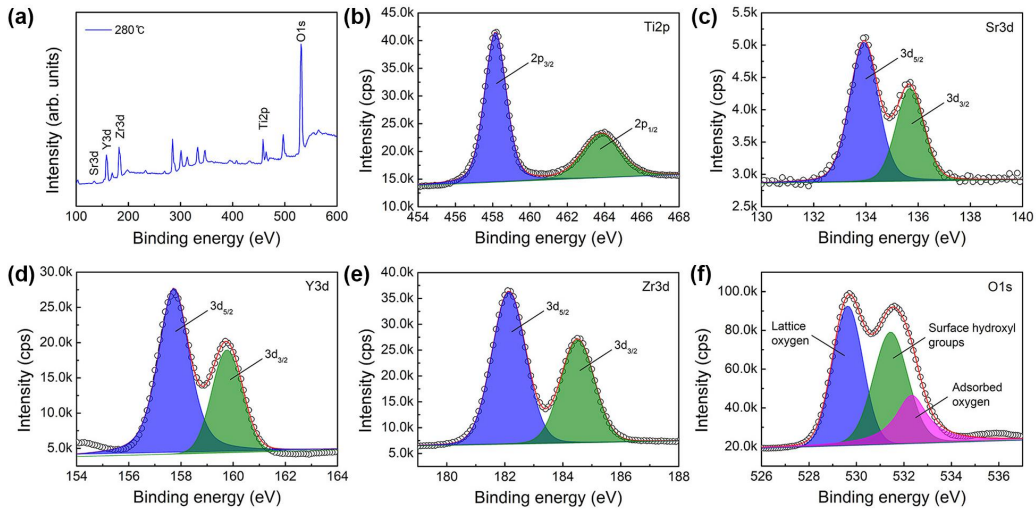 (a)
280℃
O1s
Sr3d
Y3d
Zr3d
Ti2p
Intensity (arb. units)
100 200 300 400 500 600
Binding energy (eV)
(b)
Ti2p
2p3/2
2p1/2
45.0k
40.0k
35.0k
30.0k
25.0k
20.0k
15.0k
10.0k
Intensity (cps)
454 456 458 460 462 464 466 468
Binding energy (eV)
(c)
Sr3d
3d5/2
3d3/2
5.5k
5.0k
4.5k
4.0k
3.5k
3.0k
2.5k
Intensity (cps)
130 132 134 136 138 140
Binding energy (eV)
(d)
Y3d
3d5/2
3d3/2
30.0k
25.0k
20.0k
15.0k
10.0k
5.0k
Intensity (cps)
154 156 158 160 162 164
Binding energy (eV)
(e)
Zr3d
3d5/2
3d3/2
40.0k
35.0k
30.0k
25.0k
20.0k
15.0k
10.0k
5.0k
Intensity (cps)
180 182 184 186 188
Binding energy (eV)
(f)
O1s
Lattice
oxygen
Surface hydroxyl
groups
Adsorbed
oxygen
100.0k
80.0k
60.0k
40.0k
20.0k
Intensity (cps)
526 528 530 532 534 536
Binding energy (eV)